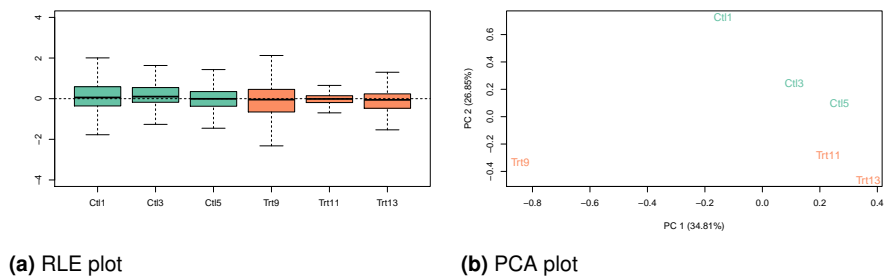 4
2
0
−2
−4
Ctl1
Ctl3
Ctl5
Trt9
Trt11
Trt13
(a) RLE plot
PC 2 (26.85%)
0.6
0.4
0.2
0.0
−0.2
−0.4
Ctl1
Ctl3
Ctl5
Trt9
Trt11
Trt13
−0.8
−0.6
−0.4
−0.2
0.0
0.2
0.4
PC 1 (34.81%)
(b) PCA plot